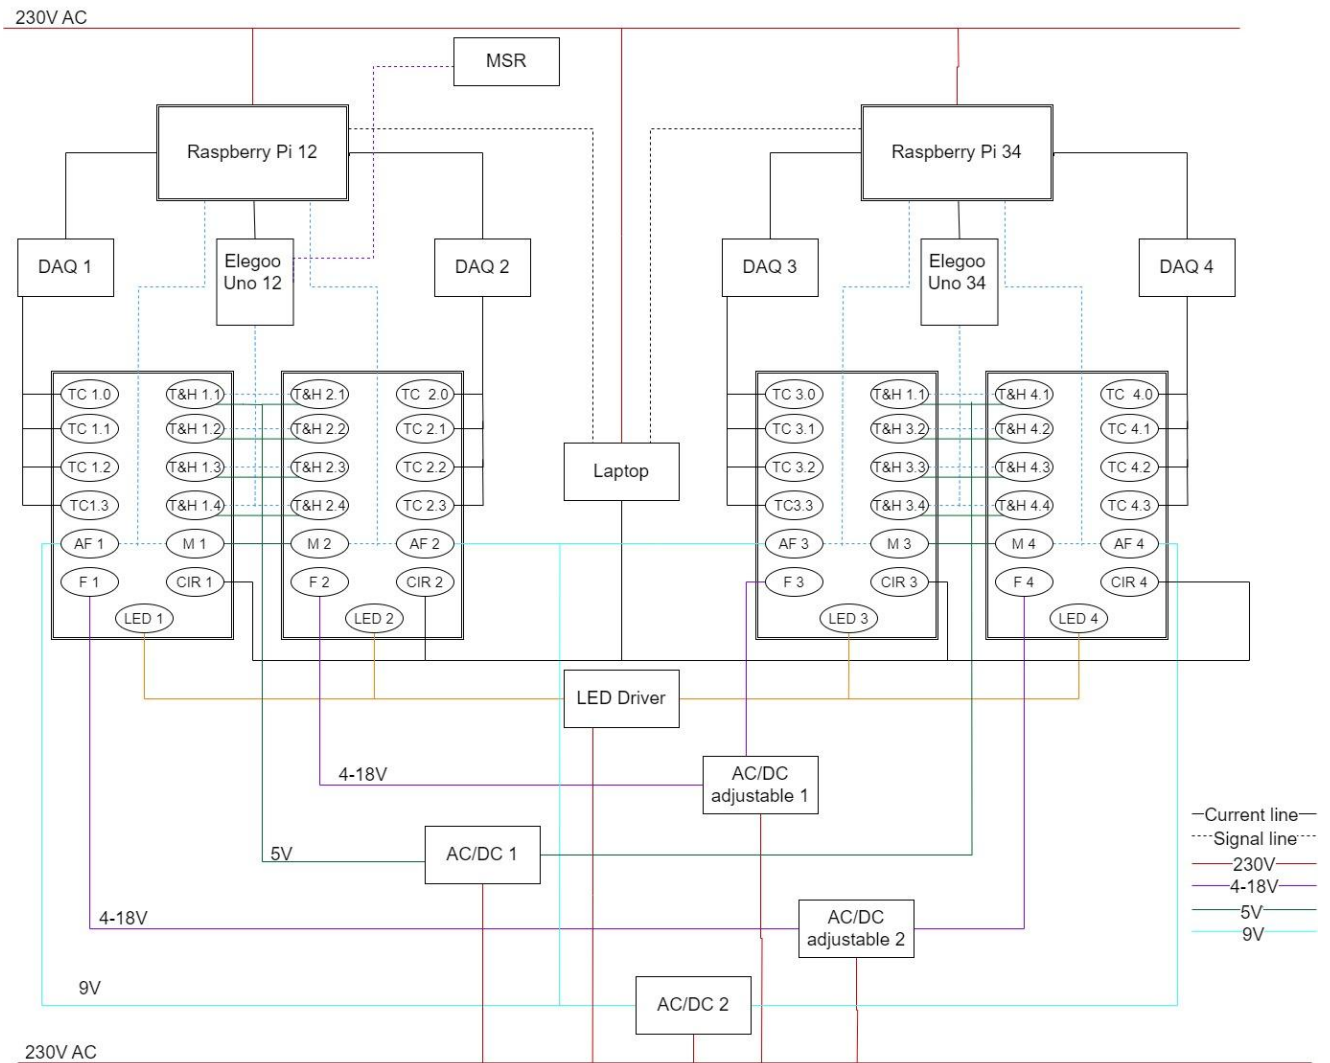 230V AC
MSR
Raspberry Pi 12
Raspberry Pi 34
DAQ 1
Elegoo
Uno 12
DAQ 2
DAQ 3
Elegoo
Uno 34
DAQ 4
TC 1.0
T&H 1.1
T&H 2.1
TC 2.0
TC 3.0
T&H 1.1
T&H 4.1
TC 4.0
TC 1.1
T&H 1.2
T&H 2.2
TC 2.1
TC 3.1
T&H 3.2
T&H 4.2
TC 4.1
TC 1.2
T&H 1.3
T&H 2.3
TC 2.2
Laptop
TC 3.2
T&H 3.3
T&H 4.3
TC 4.2
TC1.3
T&H 1.4
T&H 2.4
TC 2.3
TC3.3
T&H 3.4
T&H 4.4
TC 4.3
AF 1
M 1
M 2
AF 2
AF 3
M 3
M 4
AF 4
F 1
CIR 1
F 2
CIR 2
F 3
CIR 3
F 4
CIR 4
LED 1
LED 2
LED 3
LED 4
LED Driver
4-18V
AC/DC
adjustable 1
5V
AC/DC 1
Current line
Signal line
230V
4-18V
5V
9V
4-18V
AC/DC
adjustable 2
9V
AC/DC 2
230V AC